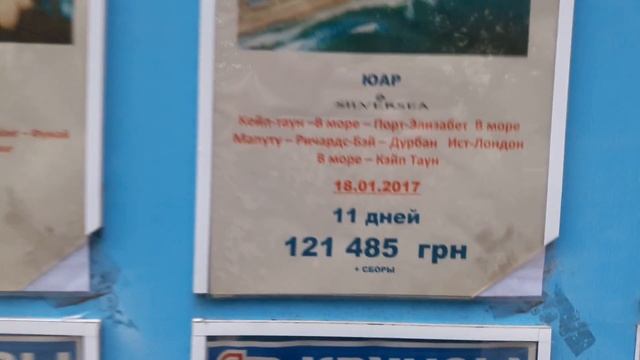 ЮАР
SILVERSEA
Кейп-таун –В море – Порт-Элизабет В море
Мапуту – Ричардс-Бэй – Дурбан Ист-Лондон
В море – Кэйп Таун
18.01.2017
11 дней
121 485 грн
+ СБОРЫ